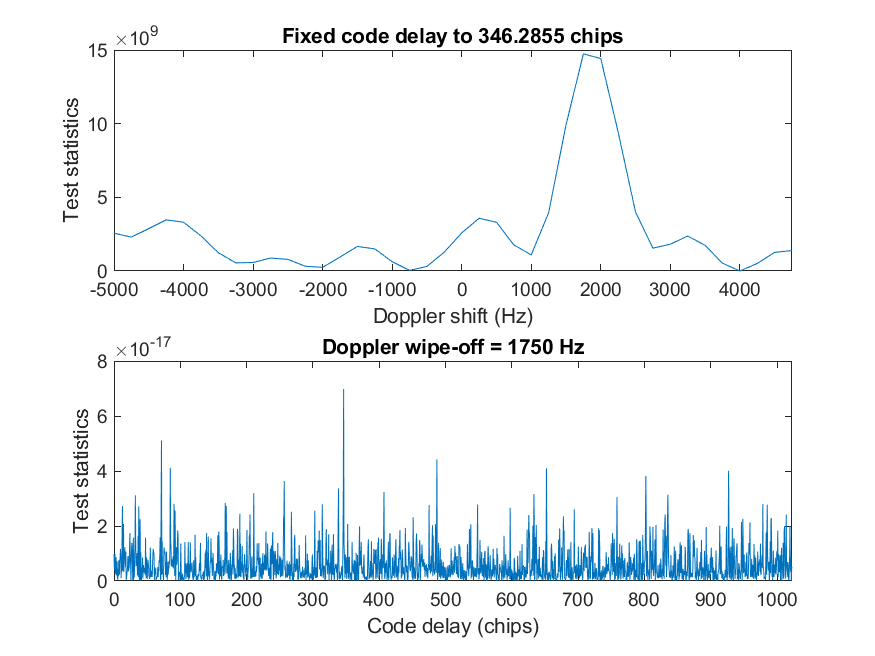 ×10⁹
Fixed code delay to 346.2855 chips
Test statistics
15
10
5
0
-5000 -4000 -3000 -2000 -1000 0 1000 2000 3000 4000
Doppler shift (Hz)
×10⁻¹⁷
Doppler wipe-off = 1750 Hz
Test statistics
8
6
4
2
0
0 100 200 300 400 500 600 700 800 900 1000
Code delay (chips)